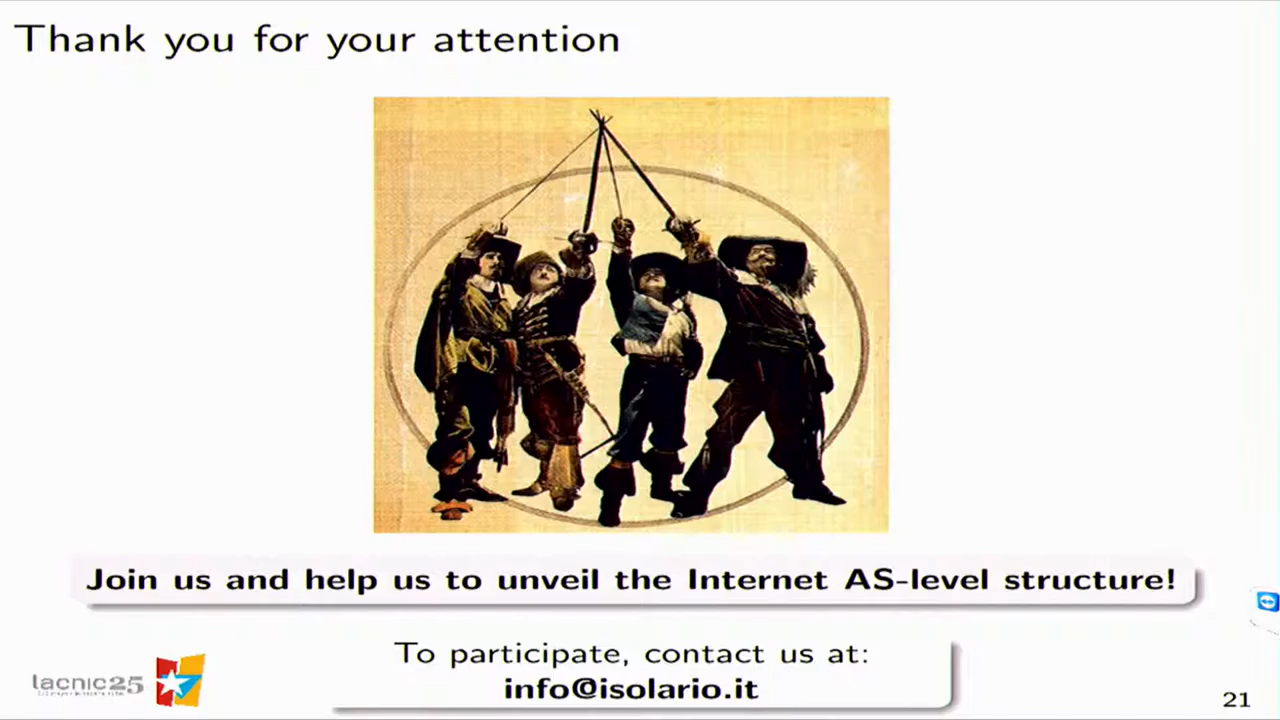 Thank you for your attention
Join us and help us to unveil the Internet AS-level structure!
To participate, contact us at:
info@isolario.it
lacnic25
21